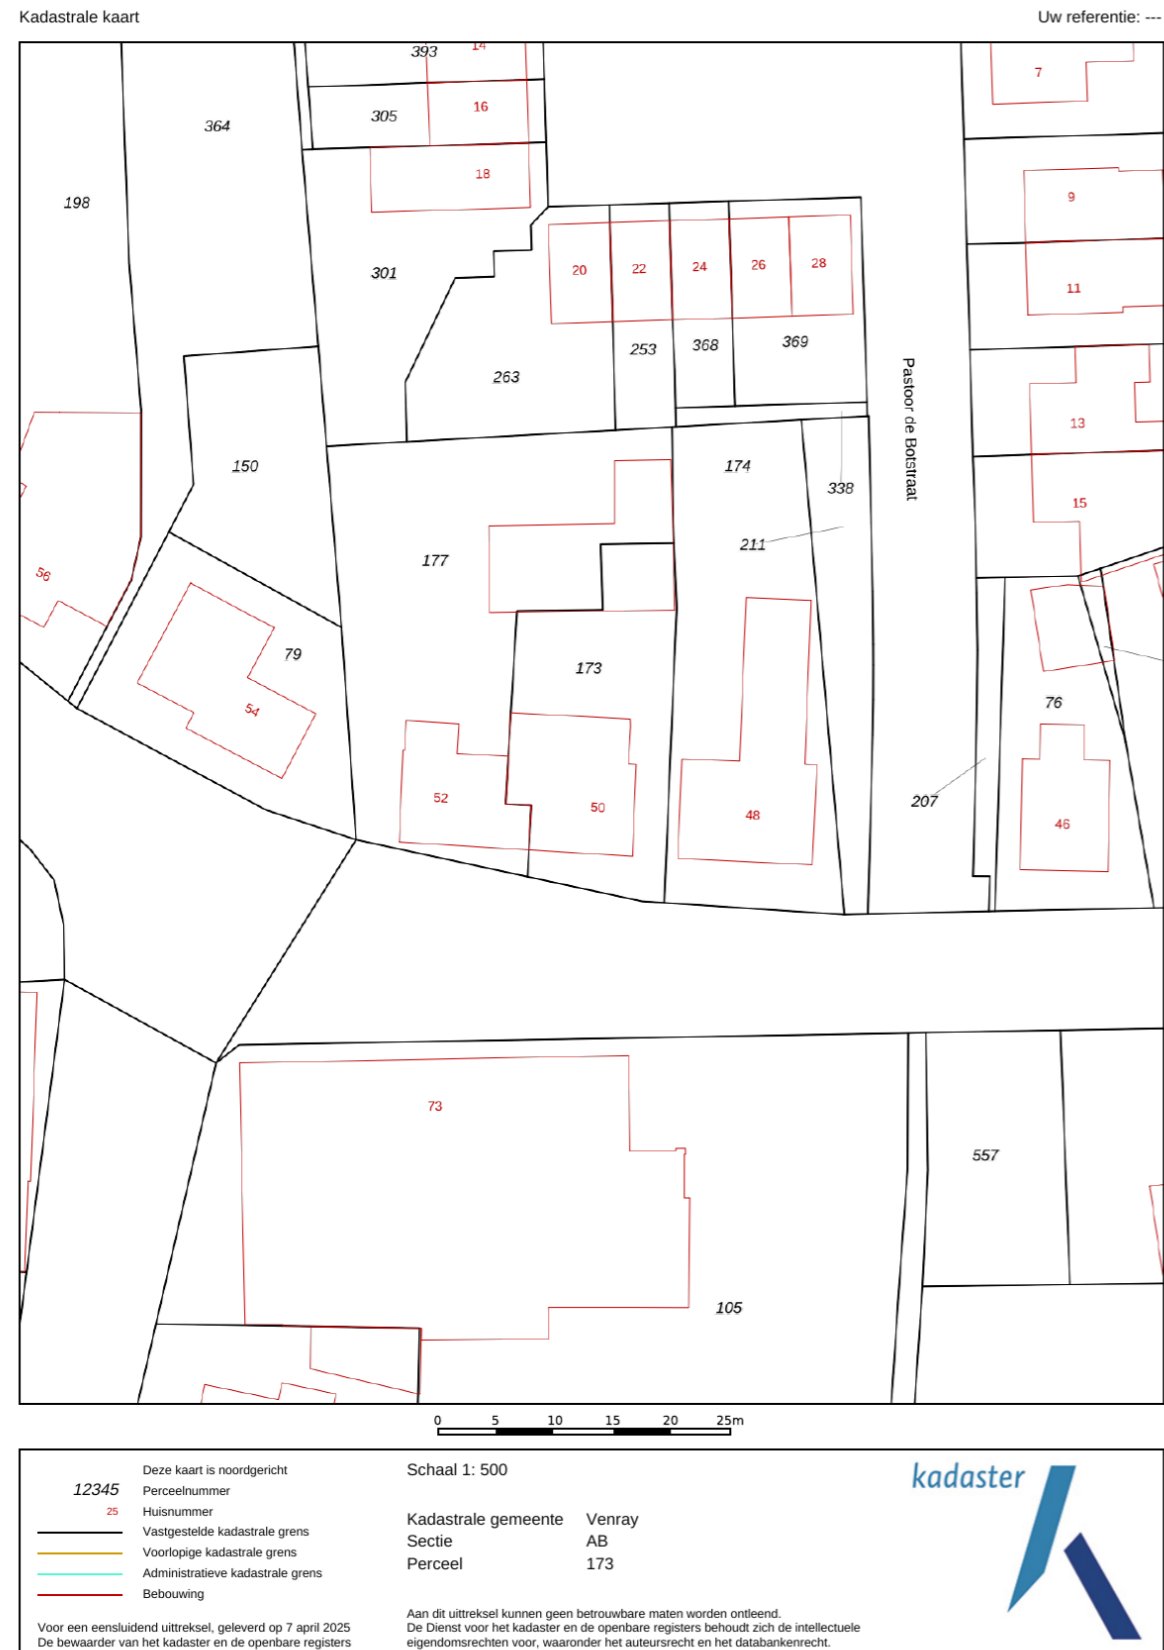 Kadastrale kaart
Uw referentie: ---
393
14
7
305
16
364
18
198
9
301
20
22
24
26
28
11
253
368
369
263
Pastoor de Botstraat
13
150
174
338
15
177
211
56
79
173
54
76
52
50
48
207
46
73
557
105
0 5 10 15 20 25m
Deze kaart is noordgericht
12345 Perceelnummer
25 Huisnummer
Vastgestelde kadastrale grens
Voorlopige kadastrale grens
Administratieve kadastrale grens
Bebouwing
Voor een eensluidend uittreksel, geleverd op 7 april 2025
De bewaarder van het kadaster en de openbare registers
Schaal 1: 500
Kadastrale gemeente Venray
Sectie AB
Perceel 173
Aan dit uittreksel kunnen geen betrouwbare maten worden ontleend.
De Dienst voor het kadaster en de openbare registers behoudt zich de intellectuele
eigendomsrechten voor, waaronder het auteursrecht en het databankenrecht.
kadaster